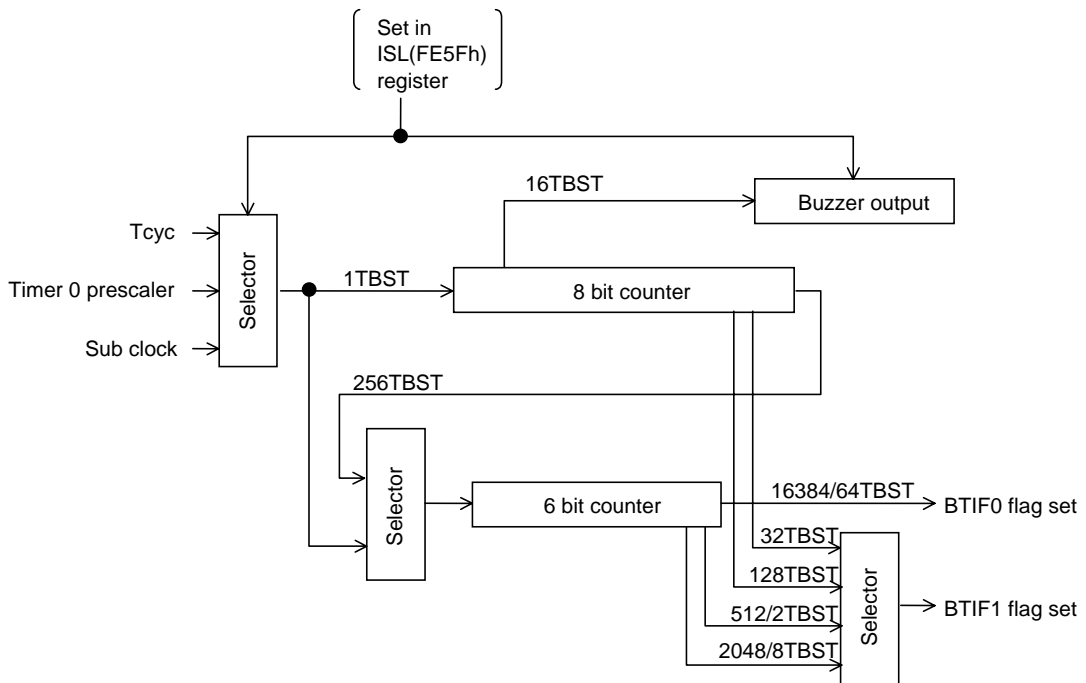 Set in
ISL(FE5Fh)
register
16TBST
Buzzer output
Tcyc
Timer 0 prescaler
Sub clock
Selector
1TBST
8 bit counter
256TBST
Selector
6 bit counter
16384/64TBST
BTIF0 flag set
32TBST
128TBST
512/2TBST
2048/8TBST
Selector
BTIF1 flag set